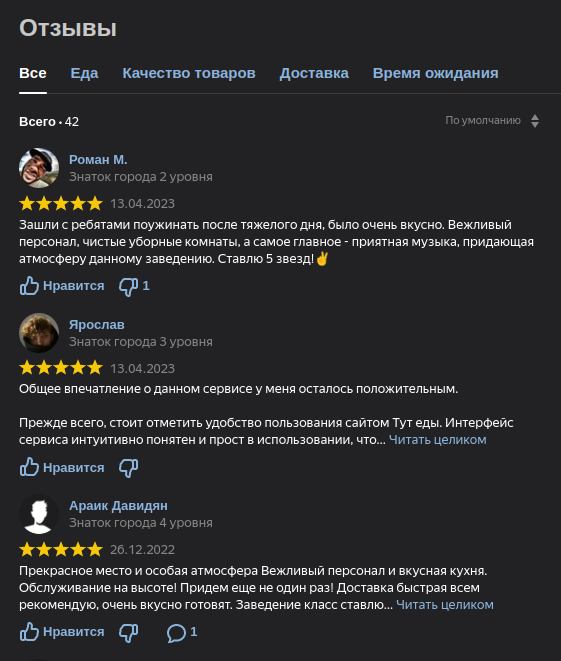 Отзывы
Все Еда Качество товаров Доставка Время ожидания
Всего • 42 По умолчанию
Роман М.
Знаток города 2 уровня
13.04.2023
Зашли с ребятами поужинать после тяжелого дня, было очень вкусно. Вежливый
персонал, чистые уборные комнаты, а самое главное - приятная музыка, придающая
атмосферу данному заведению. Ставлю 5 звезд!✌️
Нравится 1
Ярослав
Знаток города 3 уровня
13.04.2023
Общее впечатление о данном сервисе у меня осталось положительным.
Прежде всего, стоит отметить удобство пользования сайтом Тут еды. Интерфейс
сервиса интуитивно понятен и прост в использовании, что... Читать целиком
Нравится
Араик Давидян
Знаток города 4 уровня
26.12.2022
Прекрасное место и особая атмосфера Вежливый персонал и вкусная кухня.
Обслуживание на высоте! Придем еще не один раз! Доставка быстрая всем
рекомендую, очень вкусно готовят. Заведение класс ставлю... Читать целиком
Нравится 1